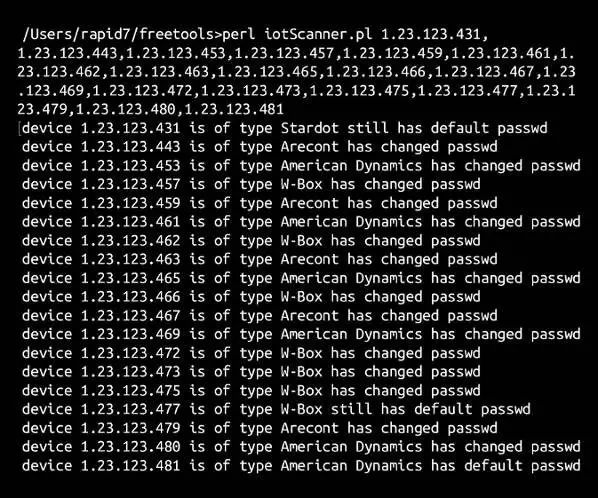 /Users/rapid7/freetools>perl iotScanner.pl 1.23.123.431,
1.23.123.443,1.23.123.453,1.23.123.457,1.23.123.459,1.23.123.461,1.
23.123.462,1.23.123.463,1.23.123.465,1.23.123.466,1.23.123.467,1.23
.123.469,1.23.123.472,1.23.123.473,1.23.123.475,1.23.123.477,1.23.1
23.479,1.23.123.480,1.23.123.481
device 1.23.123.431 is of type Stardot still has default passwd
device 1.23.123.443 is of type Arecont has changed passwd
device 1.23.123.453 is of type American Dynamics has changed passwd
device 1.23.123.457 is of type W-Box has changed passwd
device 1.23.123.459 is of type Arecont has changed passwd
device 1.23.123.461 is of type American Dynamics has changed passwd
device 1.23.123.462 is of type W-Box has changed passwd
device 1.23.123.463 is of type Arecont has changed passwd
device 1.23.123.465 is of type American Dynamics has changed passwd
device 1.23.123.466 is of type W-Box has changed passwd
device 1.23.123.467 is of type Arecont has changed passwd
device 1.23.123.469 is of type American Dynamics has changed passwd
device 1.23.123.472 is of type W-Box has changed passwd
device 1.23.123.473 is of type W-Box has changed passwd
device 1.23.123.475 is of type W-Box has changed passwd
device 1.23.123.477 is of type W-Box still has default passwd
device 1.23.123.479 is of type Arecont has changed passwd
device 1.23.123.480 is of type American Dynamics has changed passwd
device 1.23.123.481 is of type American Dynamics has default passwd